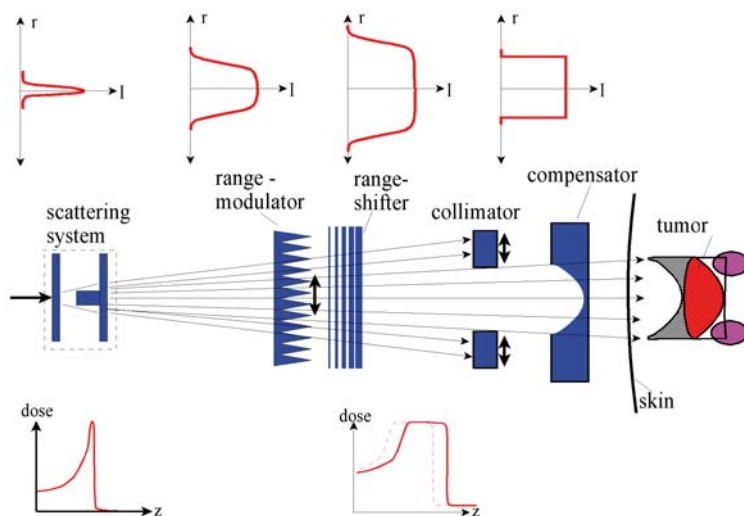 r
r
r
r
I
I
I
I
scattering
system
range -
modulator
range-
shifter
collimator
compensator
tumor
skin
dose
z
dose
z